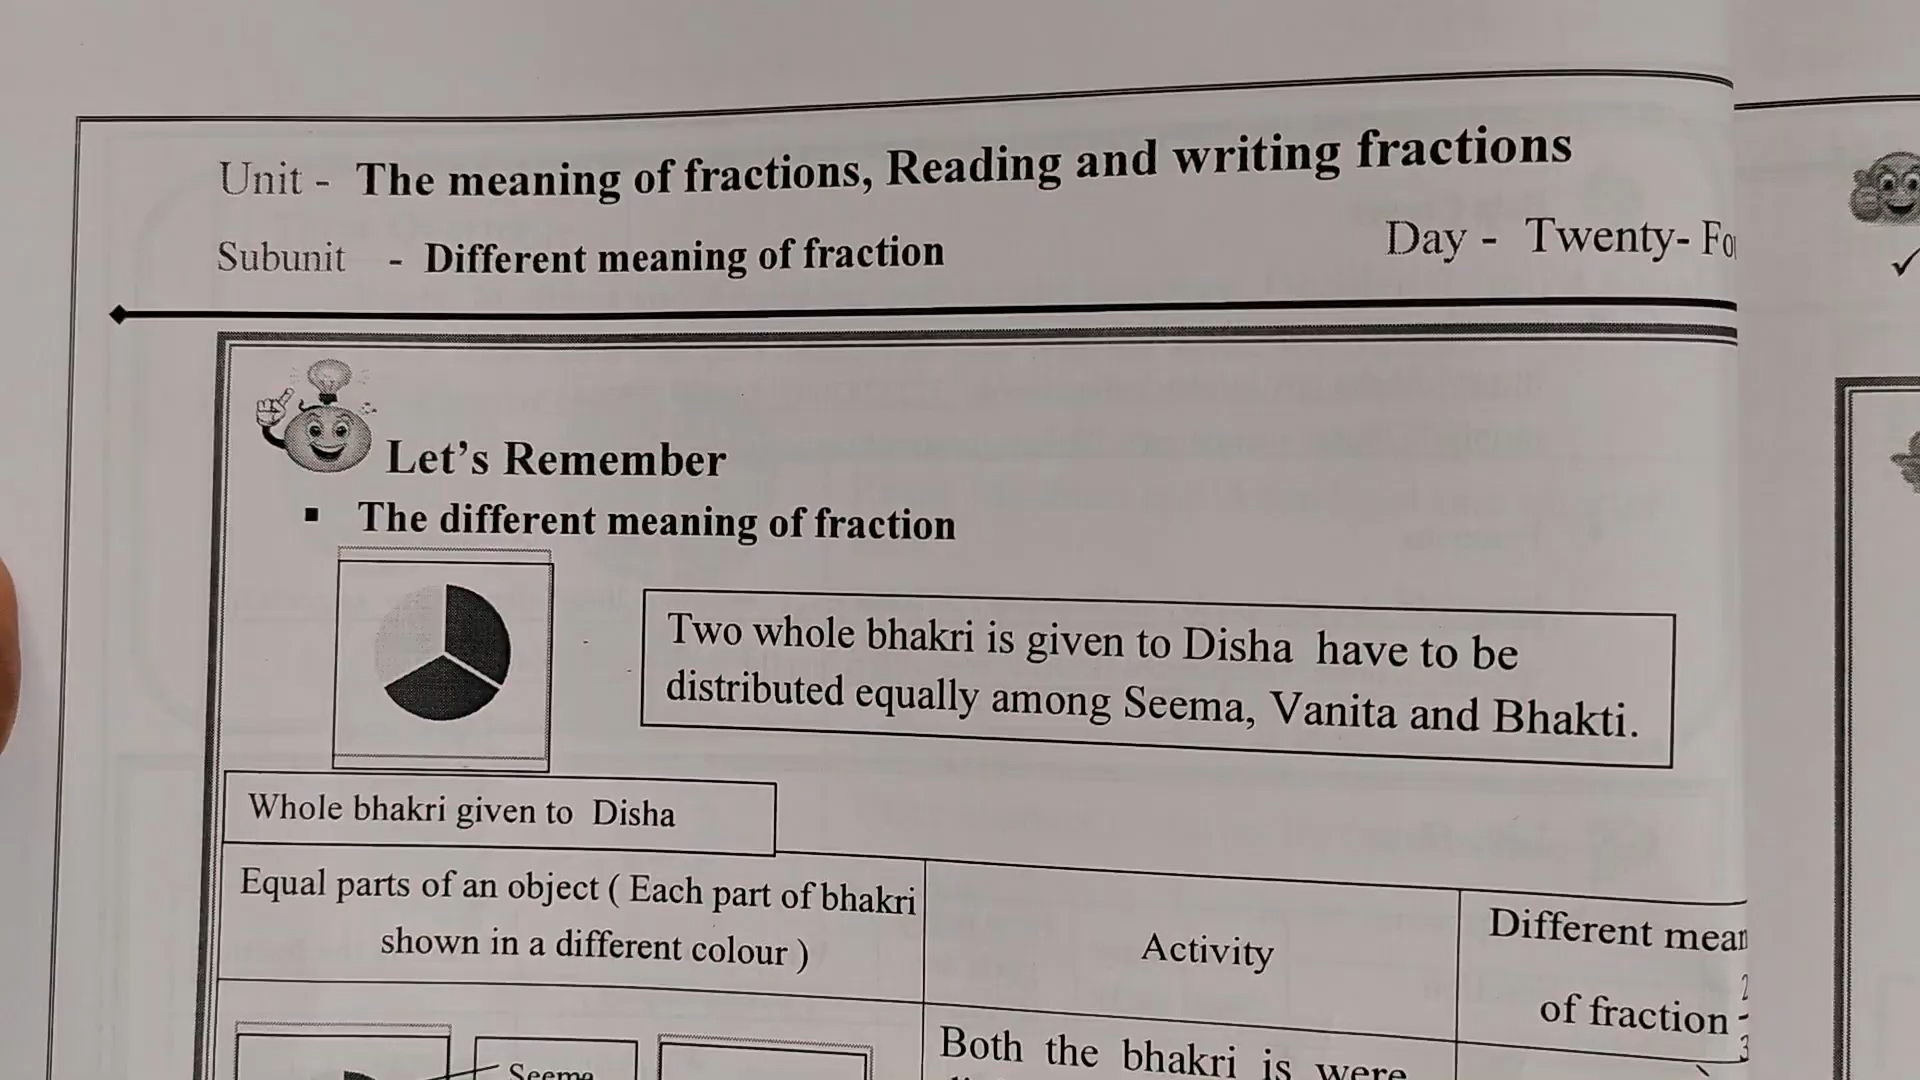 Unit - The meaning of fractions, Reading and writing fractions
Subunit - Different meaning of fraction
Day - Twenty-
Let's Remember
▪ The different meaning of fraction
Two whole bhakri is given to Disha have to be
distributed equally among Seema, Vanita and Bhakti.
Whole bhakri given to Disha
Equal parts of an object ( Each part of bhakri
shown in a different colour )
Activity
Different
of fraction 2/3
Both the bhakri is were
Seema